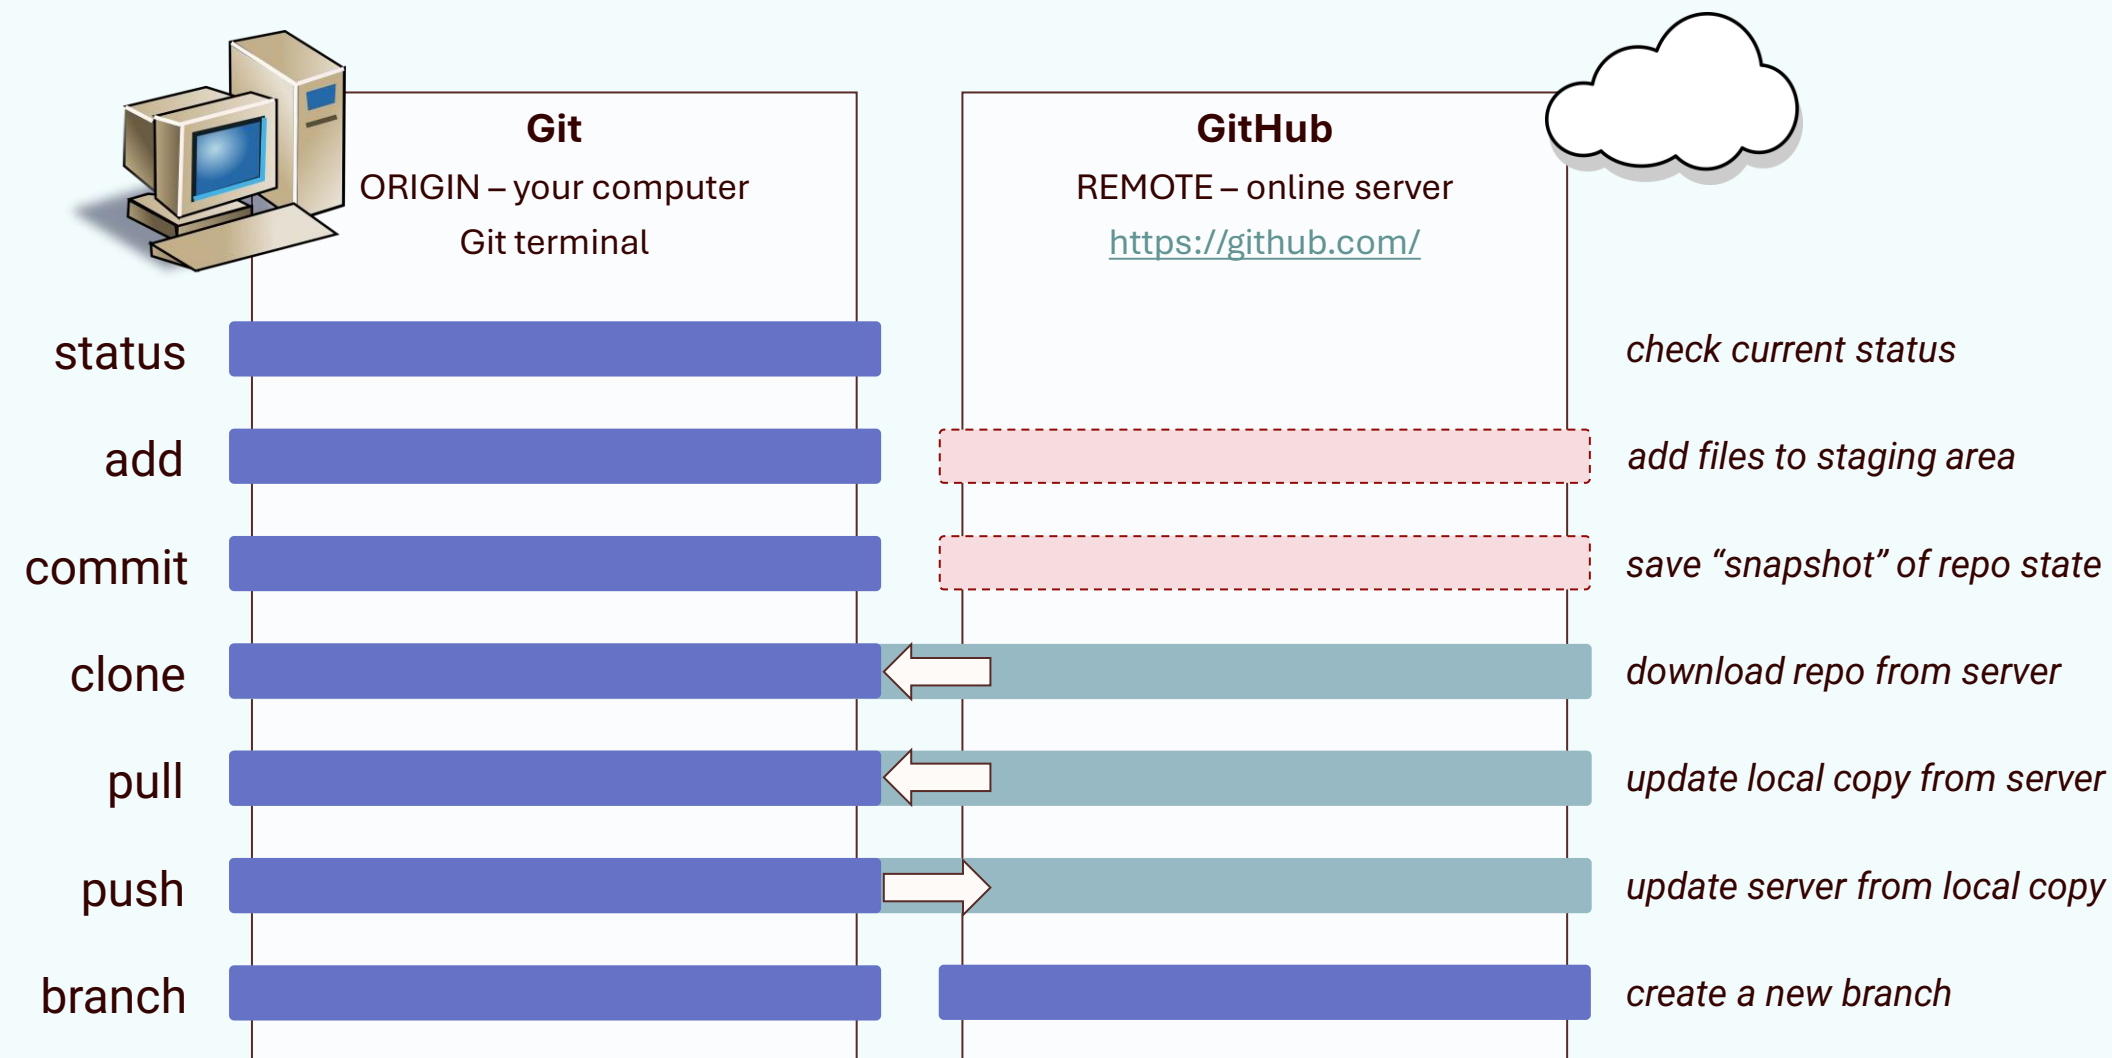 Git
ORIGIN – your computer
Git terminal
GitHub
REMOTE – online server
https://github.com/
status
check current status
add
add files to staging area
commit
save “snapshot” of repo state
clone
download repo from server
pull
update local copy from server
push
update server from local copy
branch
create a new branch